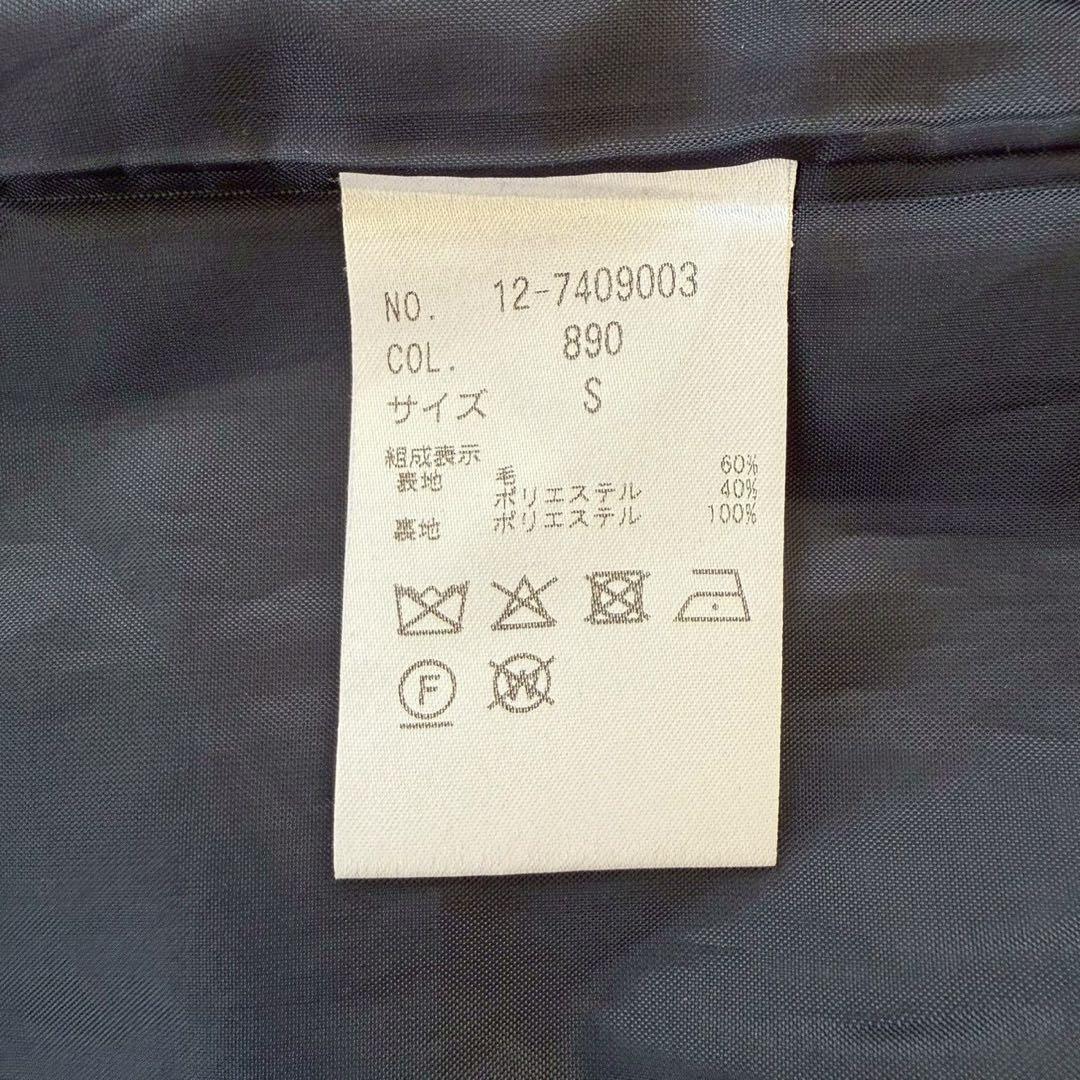 NO. 12-7409003
COL. 890
サイズ S
組成表示
表地 毛 60%
ポリエステル 40%
裏地 ポリエステル 100%
F
W